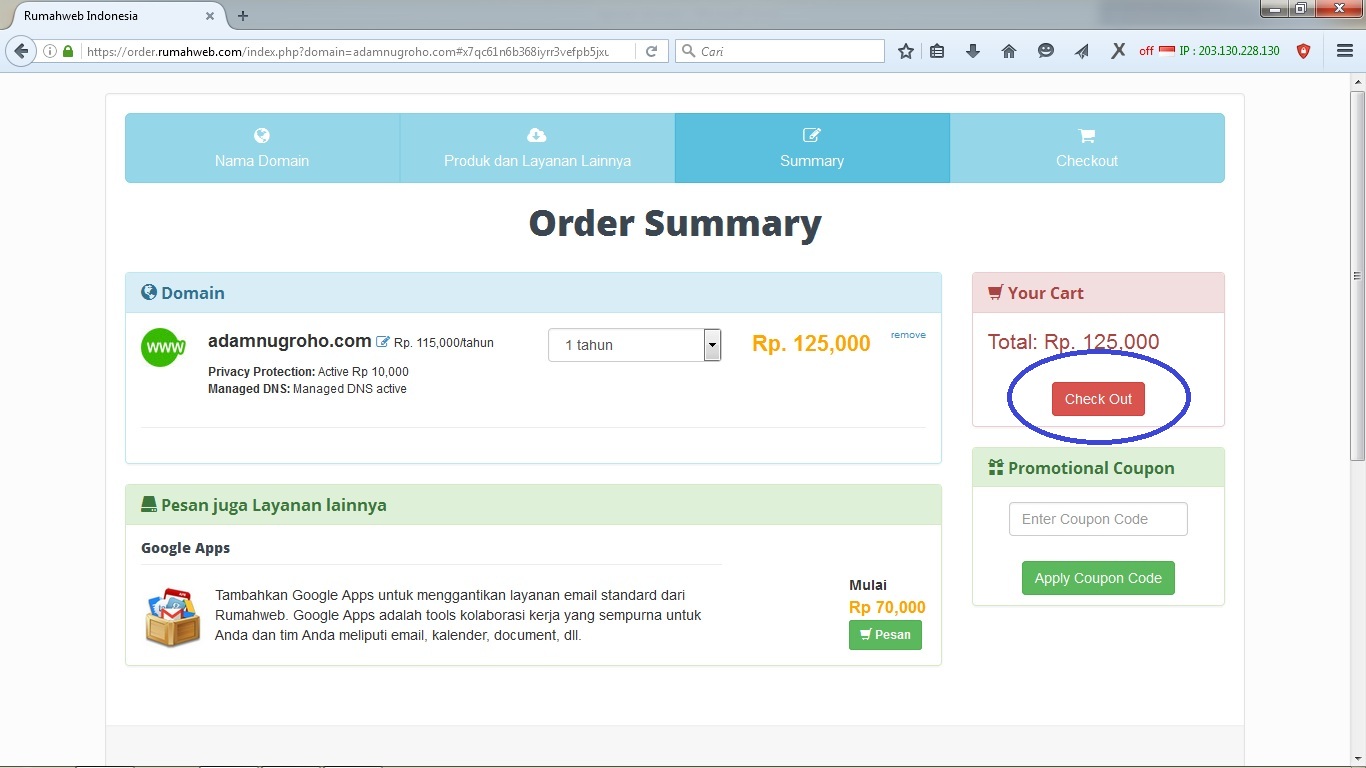 Rumahweb Indonesia
https://order.rumahweb.com/index.php?domain=adamnugroho.com#x7qc61n6b368iyrr3vefpb5jxu
Cari
off IP : 203.130.228.130
Nama Domain
Produk dan Layanan Lainnya
Summary
Checkout
Order Summary
Domain
www
adamnugroho.com Rp. 115,000/tahun
1 tahun
Rp. 125,000
remove
Privacy Protection: Active Rp 10,000
Managed DNS: Managed DNS active
Your Cart
Total: Rp. 125,000
Check Out
Promotional Coupon
Enter Coupon Code
Apply Coupon Code
Pesan juga Layanan lainnya
Google Apps
Tambahkan Google Apps untuk menggantikan layanan email standard dari
Rumahweb. Google Apps adalah tools kolaborasi kerja yang sempurna untuk
Anda dan tim Anda meliputi email, kalender, document, dll.
Mulai
Rp 70,000
Pesan